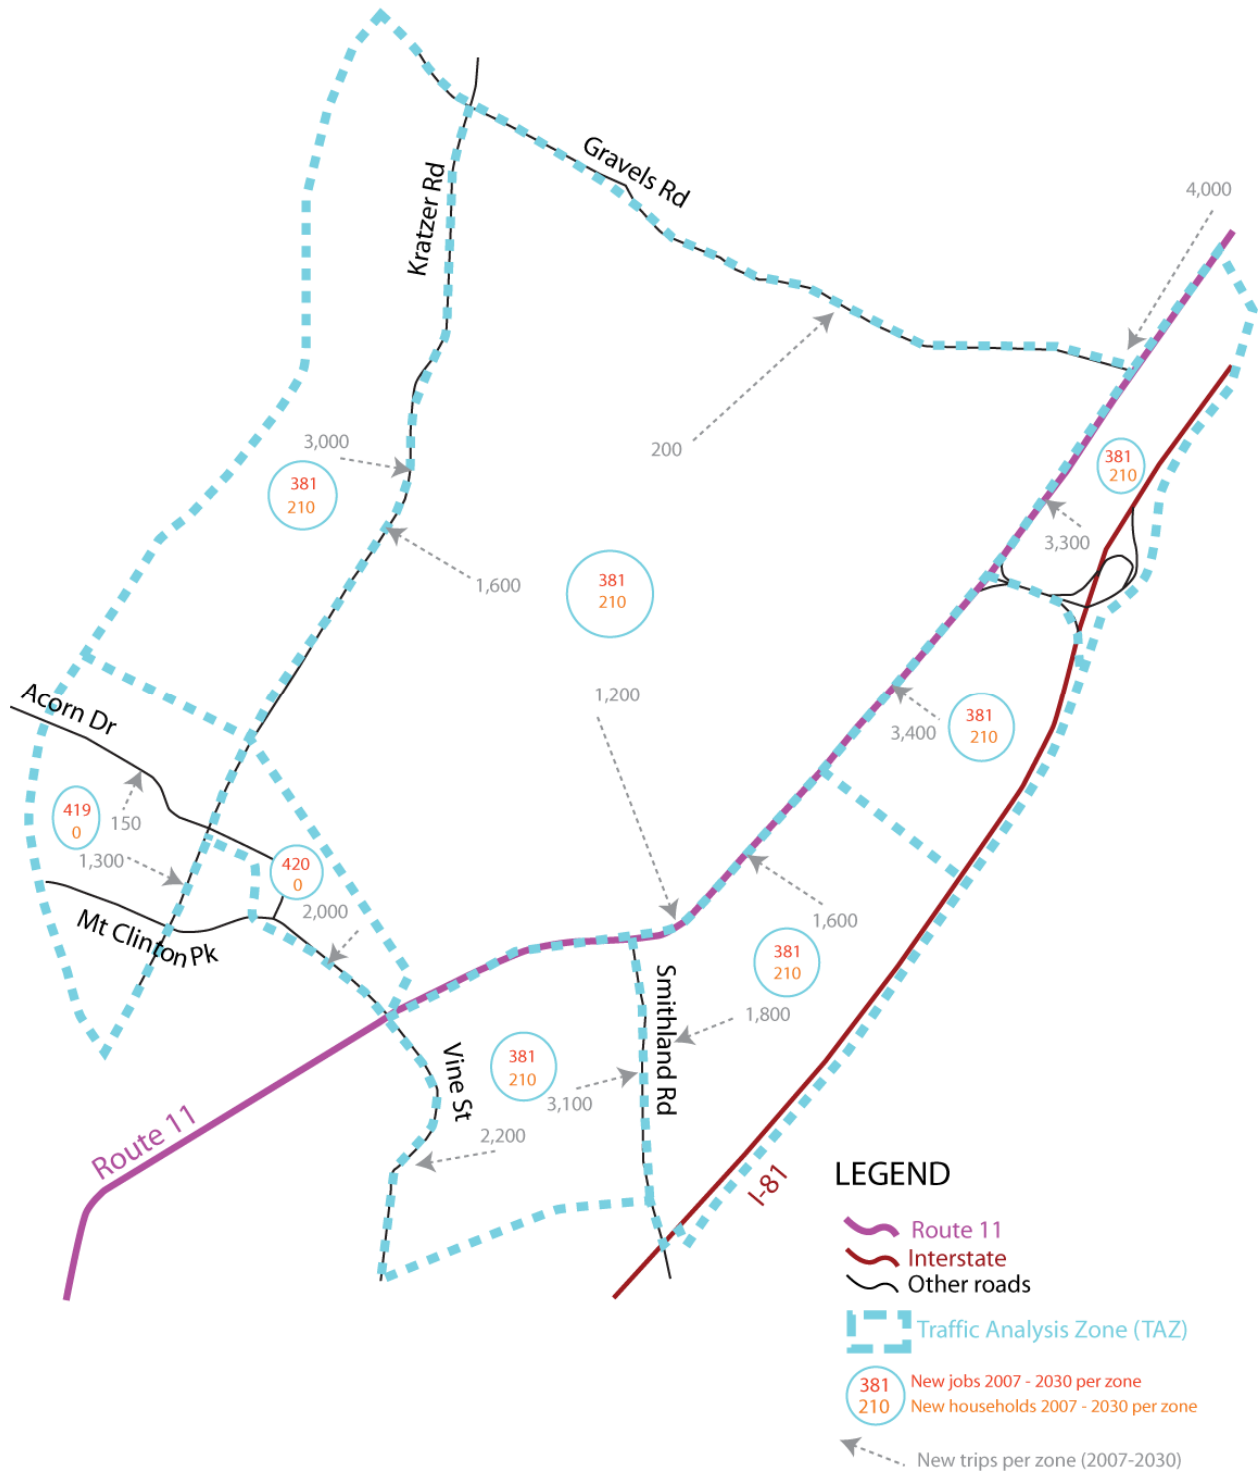 Gravels Rd
Kratzer Rd
4,000
3,000
200
381
210
381
210
3,300
1,600
381
210
1,200
Acorn Dr
381
210
3,400
419
0
150
1,300
420
0
2,000
Mt Clinton Pk
1,600
381
210
Smithland Rd
1,800
Vine St
381
210
3,100
2,200
Route 11
I-81
LEGEND
Route 11
Interstate
Other roads
Traffic Analysis Zone (TAZ)
381
210
New jobs 2007 - 2030 per zone
New households 2007 - 2030 per zone
New trips per zone (2007-2030)